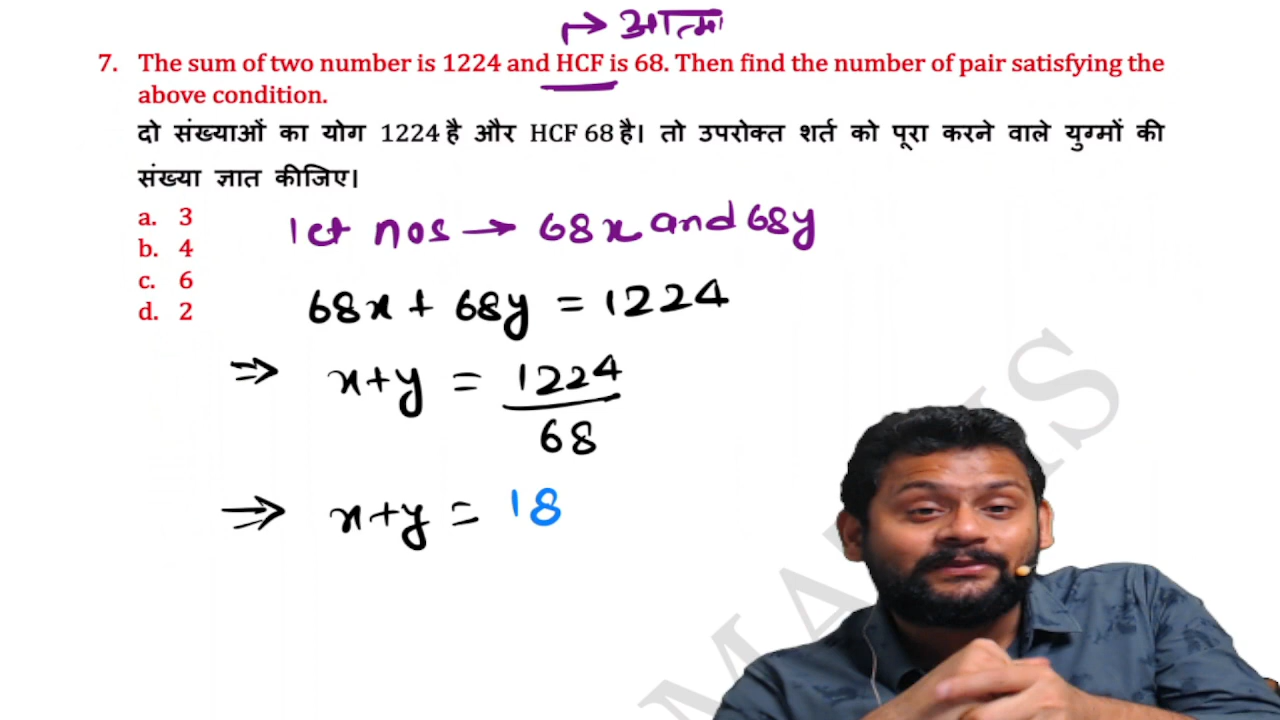 → आत्मा
7. The sum of two number is 1224 and HCF is 68. Then find the number of pair satisfying the
above condition.
दो संख्याओं का योग 1224 है और HCF 68 है। तो उपरोक्त शर्त को पूरा करने वाले युग्मों की
संख्या ज्ञात कीजिए।
a. 3
b. 4
c. 6
d. 2
let nos → 68x and 68y
68x + 68y = 1224
⇒ x+y = 1224/68
⇒ x+y = 18